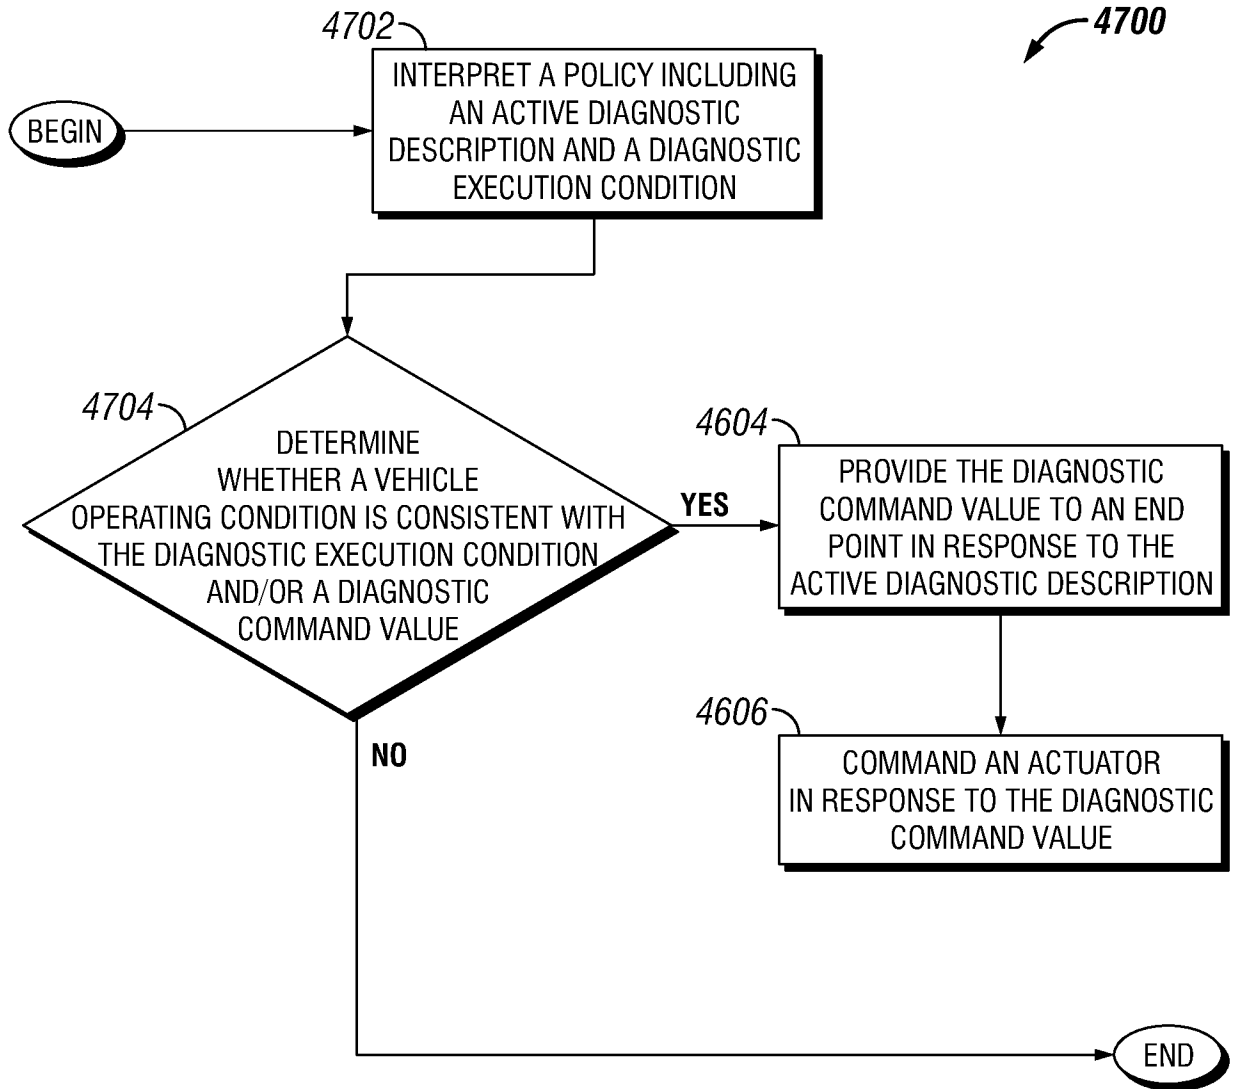 4700
4702
INTERPRET A POLICY INCLUDING
AN ACTIVE DIAGNOSTIC
DESCRIPTION AND A DIAGNOSTIC
EXECUTION CONDITION
BEGIN
4704
DETERMINE
WHETHER A VEHICLE
OPERATING CONDITION IS CONSISTENT WITH
THE DIAGNOSTIC EXECUTION CONDITION
AND/OR A DIAGNOSTIC
COMMAND VALUE
YES
4604
PROVIDE THE DIAGNOSTIC
COMMAND VALUE TO AN END
POINT IN RESPONSE TO THE
ACTIVE DIAGNOSTIC DESCRIPTION
4606
COMMAND AN ACTUATOR
IN RESPONSE TO THE DIAGNOSTIC
COMMAND VALUE
NO
END